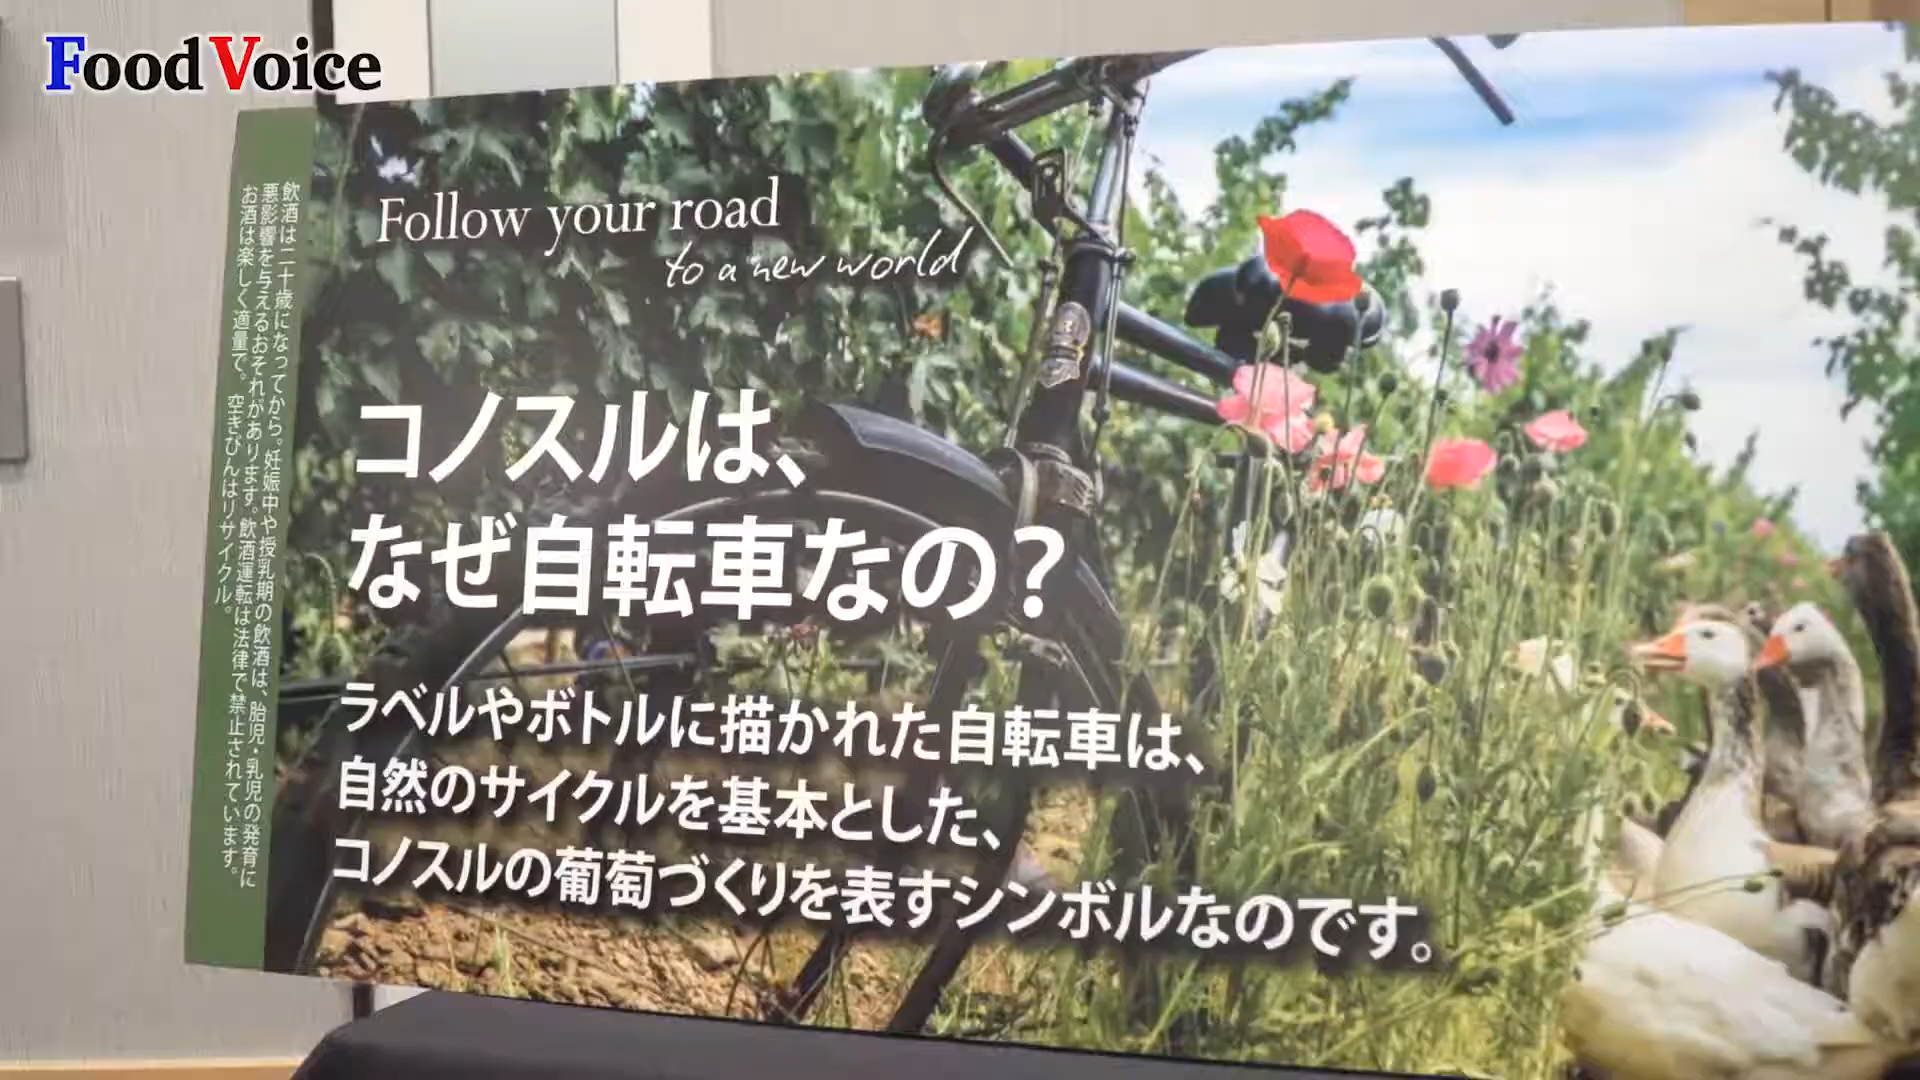 Food Voice
Follow your road
to a new world
コノスルは、
なぜ自転車なの？
ラベルやボトルに描かれた自転車は、
自然のサイクルを基本とした、
コノスルの葡萄づくりを表すシンボルなのです。
飲酒は二十歳になってから。妊娠中や授乳期の飲酒は、胎児・乳児の発育に
悪影響を与えるおそれがあります。飲酒運転は法律で禁止されています。
お酒は楽しく適量で。空きびんはリサイクル。